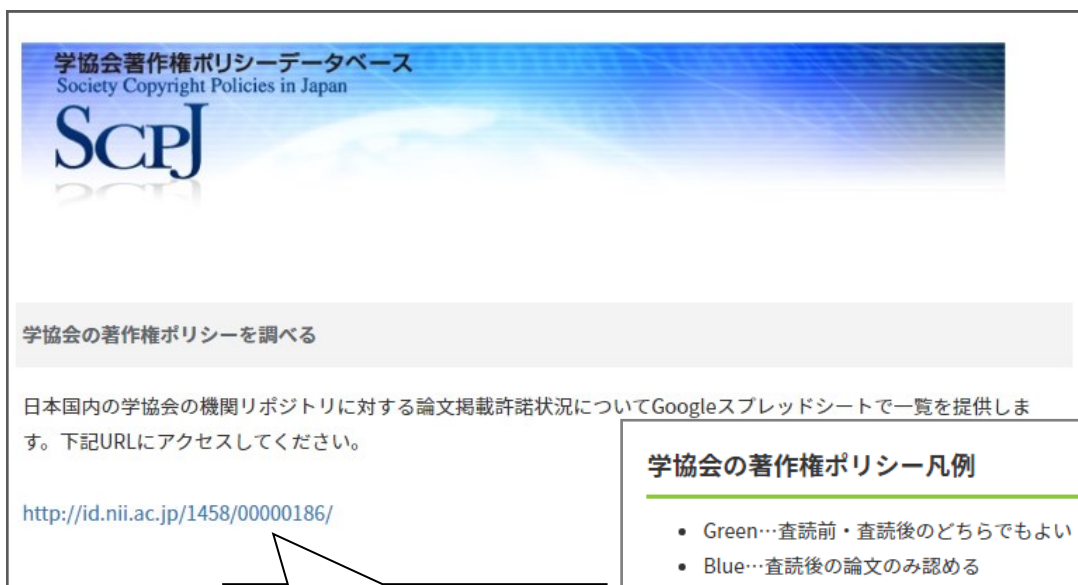 学協会著作権ポリシーデータベース
Society Copyright Policies in Japan
SCPJ
学協会の著作権ポリシーを調べる
日本国内の学協会の機関リポジトリに対する論文掲載許諾状況についてGoogleスプレッドシートで一覧を提供しま
す。下記URLにアクセスしてください。
http://id.nii.ac.jp/1458/00000186/
学協会の著作権ポリシー凡例
• Green…査読前・査読後のどちらでもよい
• Blue…査読後の論文のみ認める